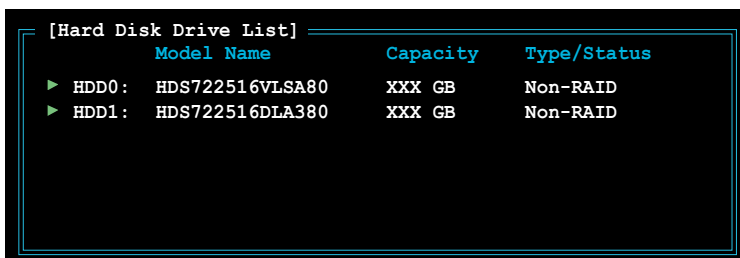 [Hard Disk Drive List]
Model Name Capacity Type/Status
HDD0: HDS722516VLSA80 XXX GB Non-RAID
HDD1: HDS722516DLA380 XXX GB Non-RAID